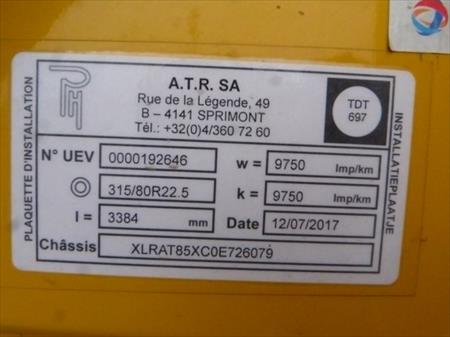 A.T.R. SA
Rue de la Légende, 49
B – 4141 SPRIMONT
Tél.: +32(0)4/360 72 60
TDT
697
PLAQUETTE D'INSTALLATION
INSTALLATIEPLAATJE
N° UEV 0000192646 w = 9750 Imp/km
315/80R22.5 k = 9750 Imp/km
l = 3384 mm Date 12/07/2017
Châssis XLRAT85XC0E726079